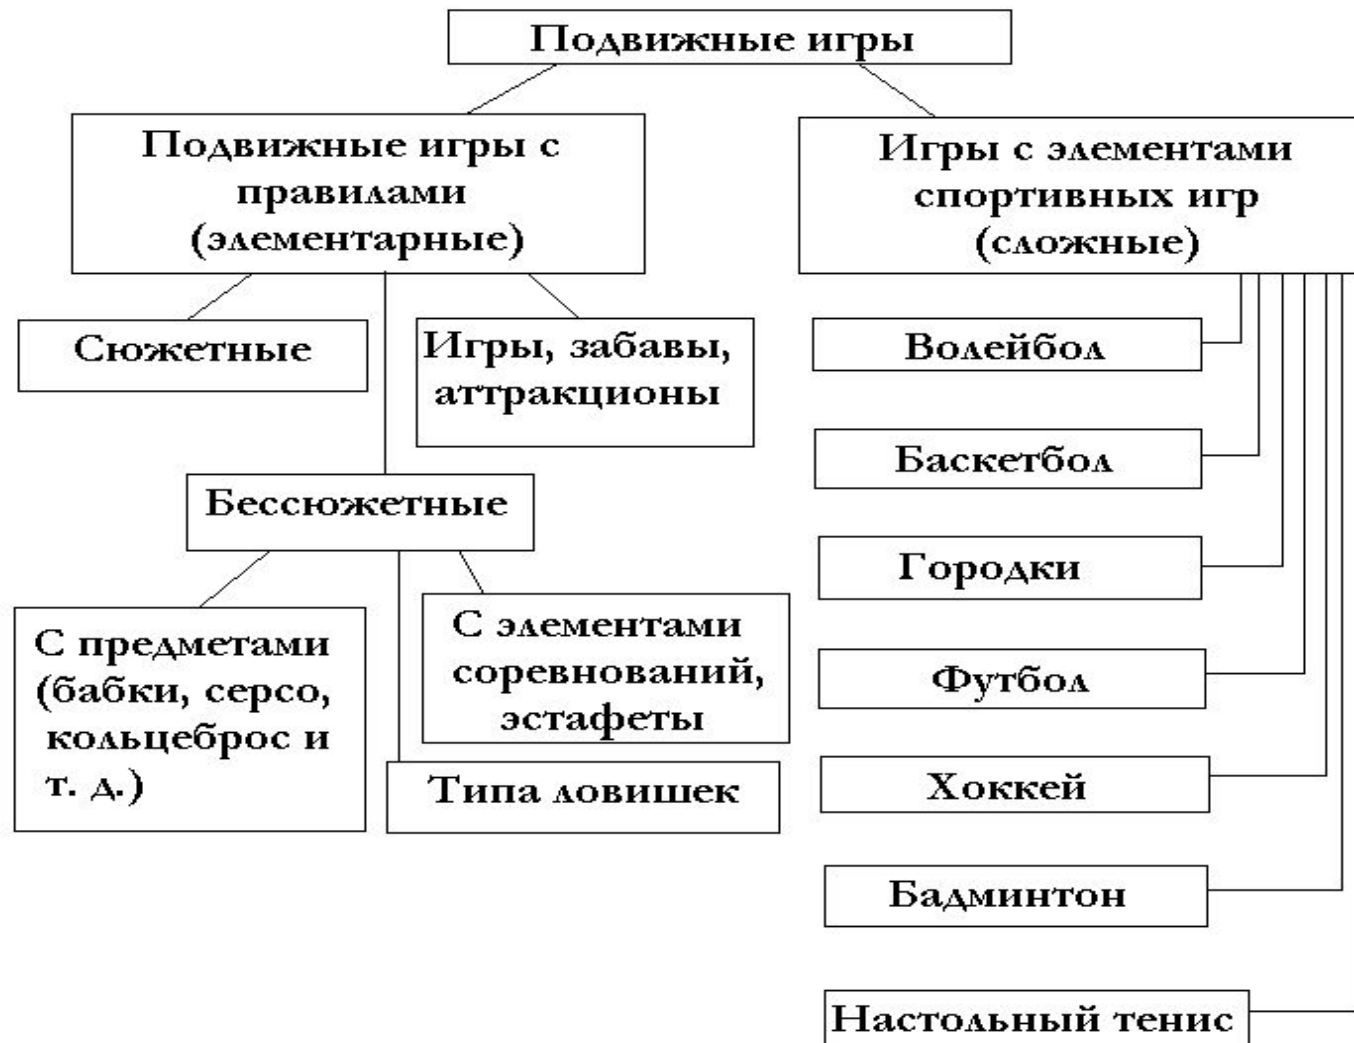 Подвижные игры
Подвижные игры с
правилами
(элементарные)
Игры с элементами
спортивных игр
(сложные)
Сюжетные
Игры, забавы,
аттракционы
Бессюжетные
С предметами
(бабки, серсо,
кольцеброс и
т. д.)
С элементами
соревнований,
эстафеты
Типа ловишек
Волейбол
Баскетбол
Городки
Футбол
Хоккей
Бадминтон
Настольный тенис